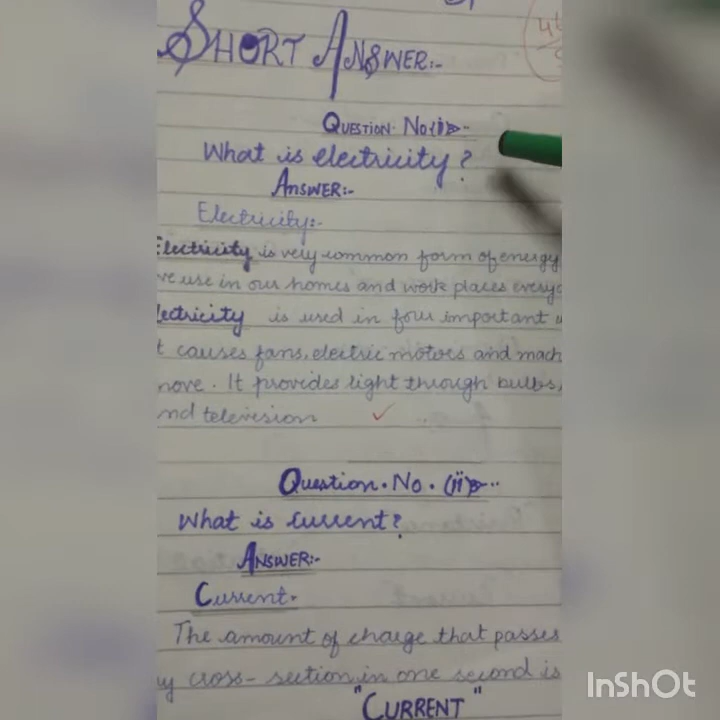 SHORT ANSWER:-
QUESTION. No (i)
What is electricity?
ANSWER:-
Electricity:-
Electricity is very common form of energy
we use in our homes and work places
lectricity is used in four important
t causes fans, electric motors and mach
move. It provides light through bulbs,
nd television
Question. No. (ii)
What is current?
ANSWER:-
Current.
The amount of charge that passes
y cross-section in one second is
"CURRENT"
InShOt